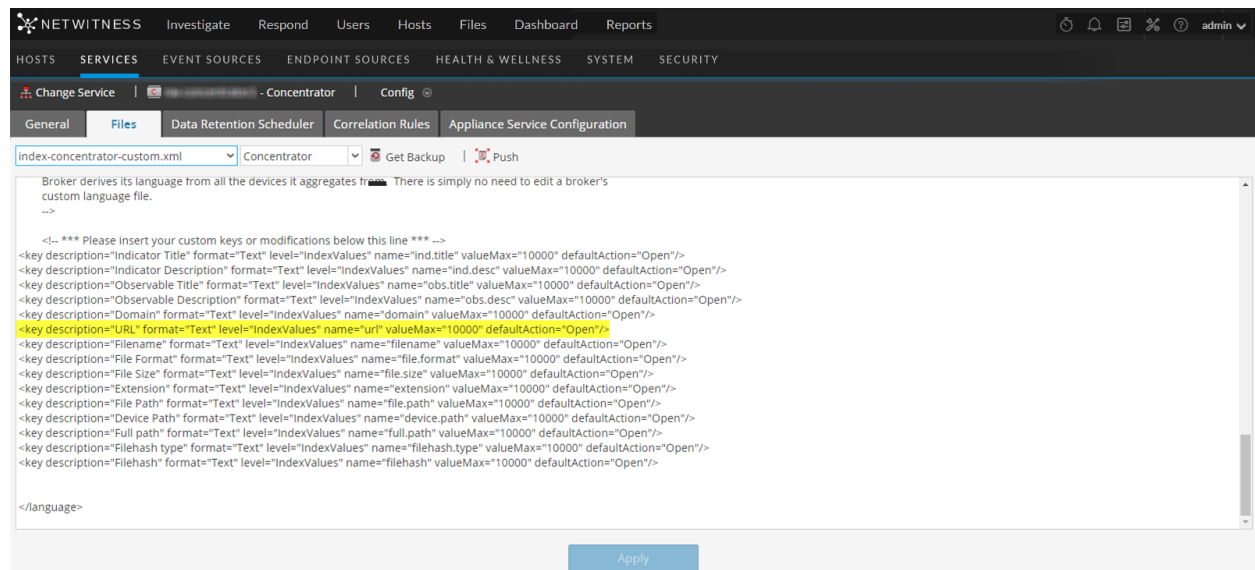 NETWITNESS Investigate Respond Users Hosts Files Dashboard Reports admin
HOSTS SERVICES EVENT SOURCES ENDPOINT SOURCES HEALTH & WELLNESS SYSTEM SECURITY
Change Service | C - Concentrator | Config
General Files Data Retention Scheduler Correlation Rules Appliance Service Configuration
index-concentrator-custom.xml Concentrator Get Backup | Push
Broker derives its language from all the devices it aggregates There is simply no need to edit a broker's
custom language file.
-->
<!-- *** Please insert your custom keys or modifications below this line *** -->
<key description="Indicator Title" format="Text" level="IndexValues" name="ind.title" valueMax="10000" defaultAction="Open"/>
<key description="Indicator Description" format="Text" level="IndexValues" name="ind.desc" valueMax="10000" defaultAction="Open"/>
<key description="Observable Title" format="Text" level="IndexValues" name="obs.title" valueMax="10000" defaultAction="Open"/>
<key description="Observable Description" format="Text" level="IndexValues" name="obs.desc" valueMax="10000" defaultAction="Open"/>
<key description="Domain" format="Text" level="IndexValues" name="domain" valueMax="10000" defaultAction="Open"/>
<key description="URL" format="Text" level="IndexValues" name="url" valueMax="10000" defaultAction="Open"/>
<key description="Filename" format="Text" level="IndexValues" name="filename" valueMax="10000" defaultAction="Open"/>
<key description="File Format" format="Text" level="IndexValues" name="file.format" valueMax="10000" defaultAction="Open"/>
<key description="File Size" format="Text" level="IndexValues" name="file.size" valueMax="10000" defaultAction="Open"/>
<key description="Extension" format="Text" level="IndexValues" name="extension" valueMax="10000" defaultAction="Open"/>
<key description="File Path" format="Text" level="IndexValues" name="file.path" valueMax="10000" defaultAction="Open"/>
<key description="Device Path" format="Text" level="IndexValues" name="device.path" valueMax="10000" defaultAction="Open"/>
<key description="Full path" format="Text" level="IndexValues" name="full.path" valueMax="10000" defaultAction="Open"/>
<key description="Filehash type" format="Text" level="IndexValues" name="filehash.type" valueMax="10000" defaultAction="Open"/>
<key description="Filehash" format="Text" level="IndexValues" name="filehash" valueMax="10000" defaultAction="Open"/>
</language>
Apply